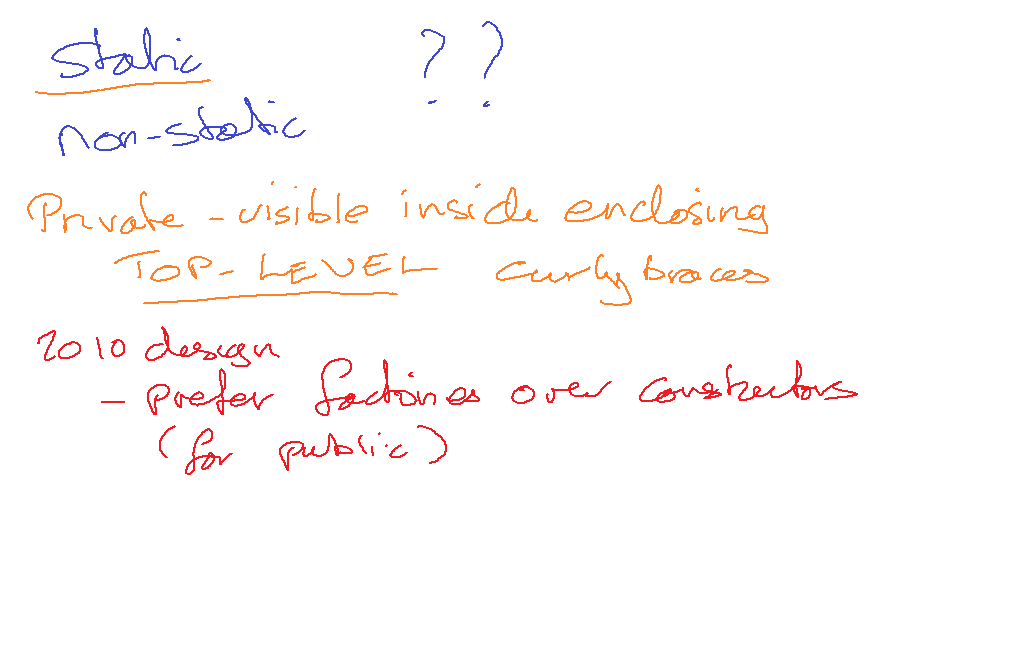 static ??
non-static
Private - visible inside enclosing
TOP-LEVEL curly braces
2010 design
- prefer factories over constructors
(for public)